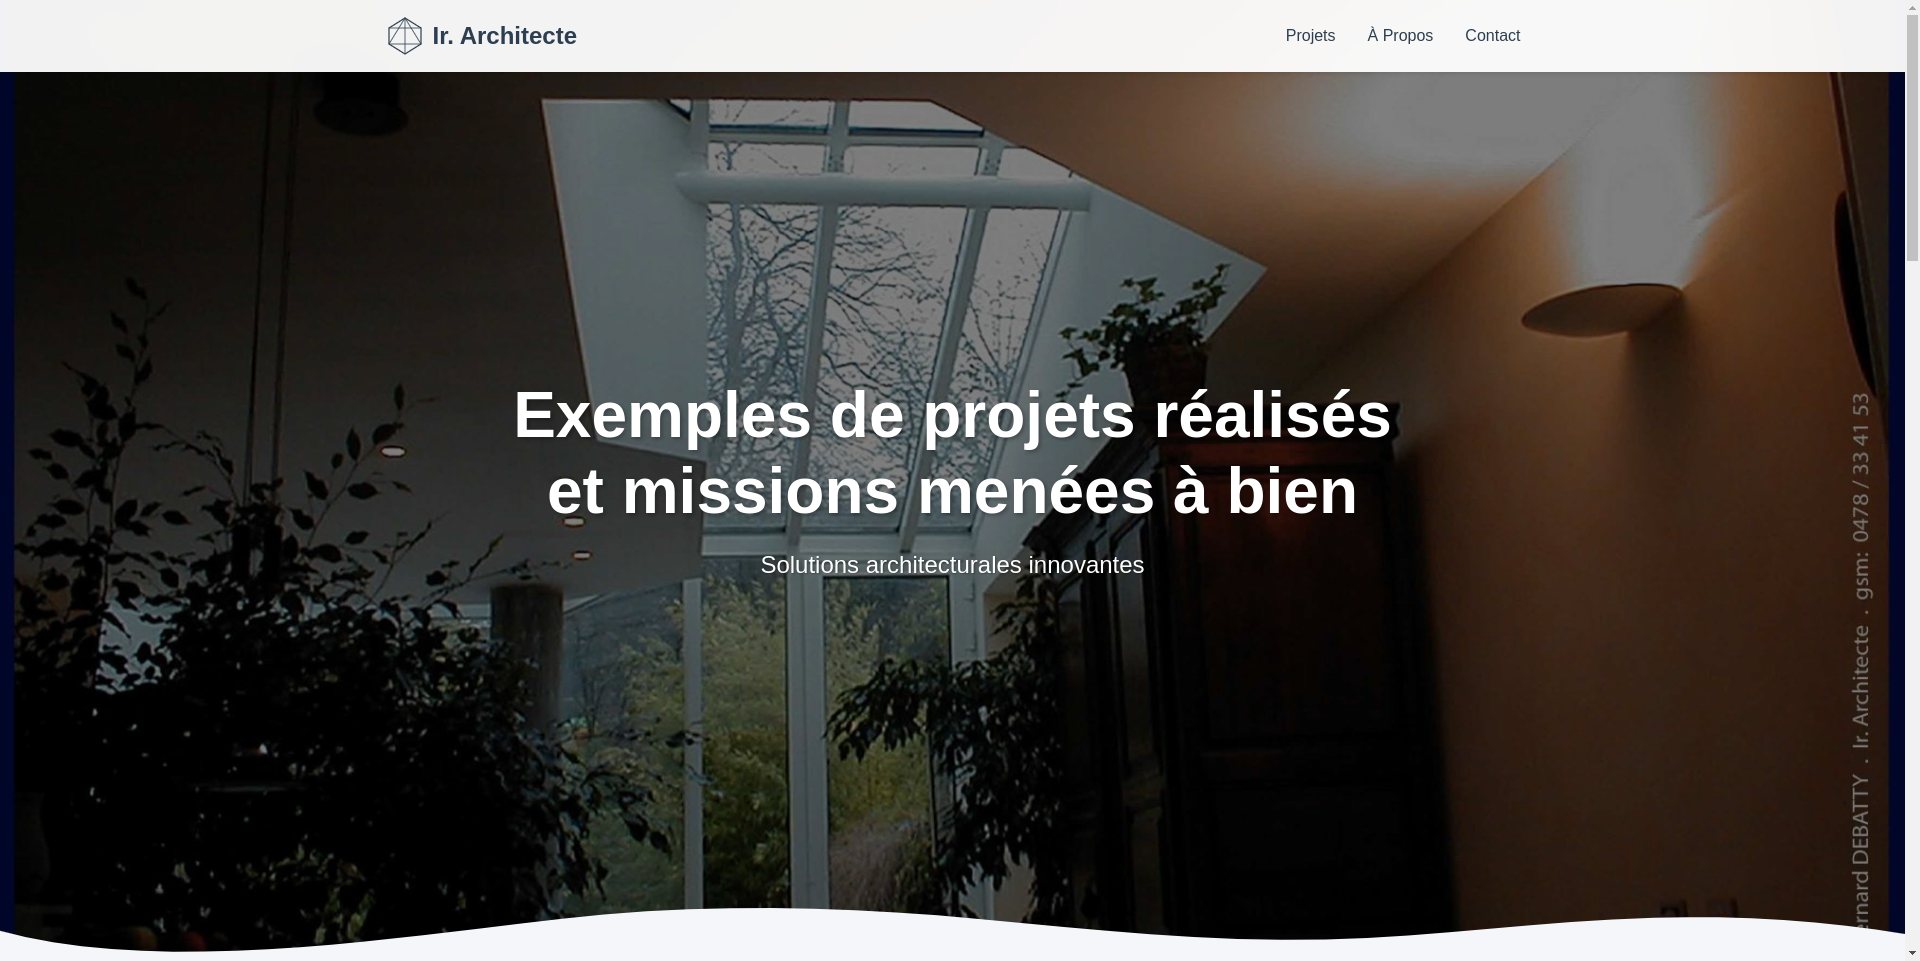 Ir. Architecte
Projets
À Propos
Contact
Exemples de projets réalisés
et missions menées à bien
Solutions architecturales innovantes
DEBATTY . Ir. Architecte . gsm: 0478 / 33 41 53